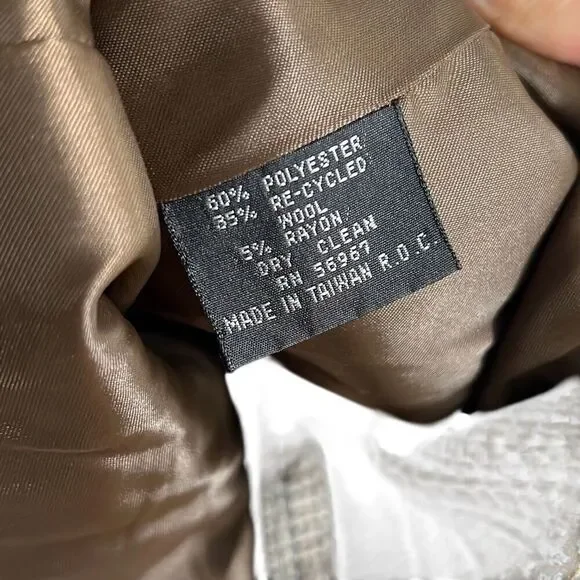 60% POLYESTER
35% RE-CYCLED
WOOL
5% RAYON
DRY CLEAN
RN 56967
MADE IN TAIWAN R.O.C.